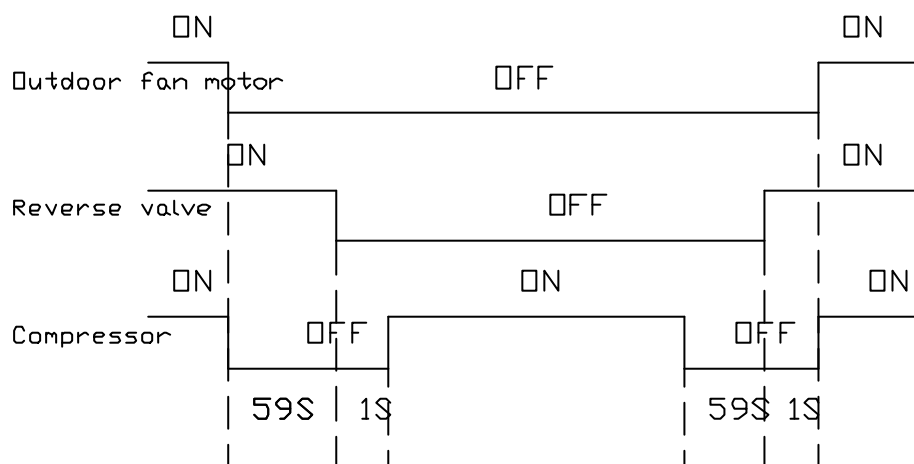 ON ON
Outdoor fan motor OFF
ON ON
Reverse valve OFF
ON ON ON
Compressor OFF OFF
59S 1S 59S 1S